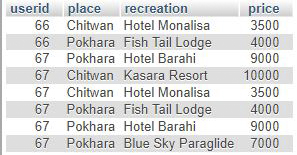 userid place recreation price
66 Chitwan Hotel Monalisa 3500
66 Pokhara Fish Tail Lodge 4000
67 Pokhara Hotel Barahi 9000
67 Chitwan Kasara Resort 10000
67 Chitwan Hotel Monalisa 3500
67 Pokhara Fish Tail Lodge 4000
67 Pokhara Hotel Barahi 9000
67 Pokhara Blue Sky Paraglide 7000